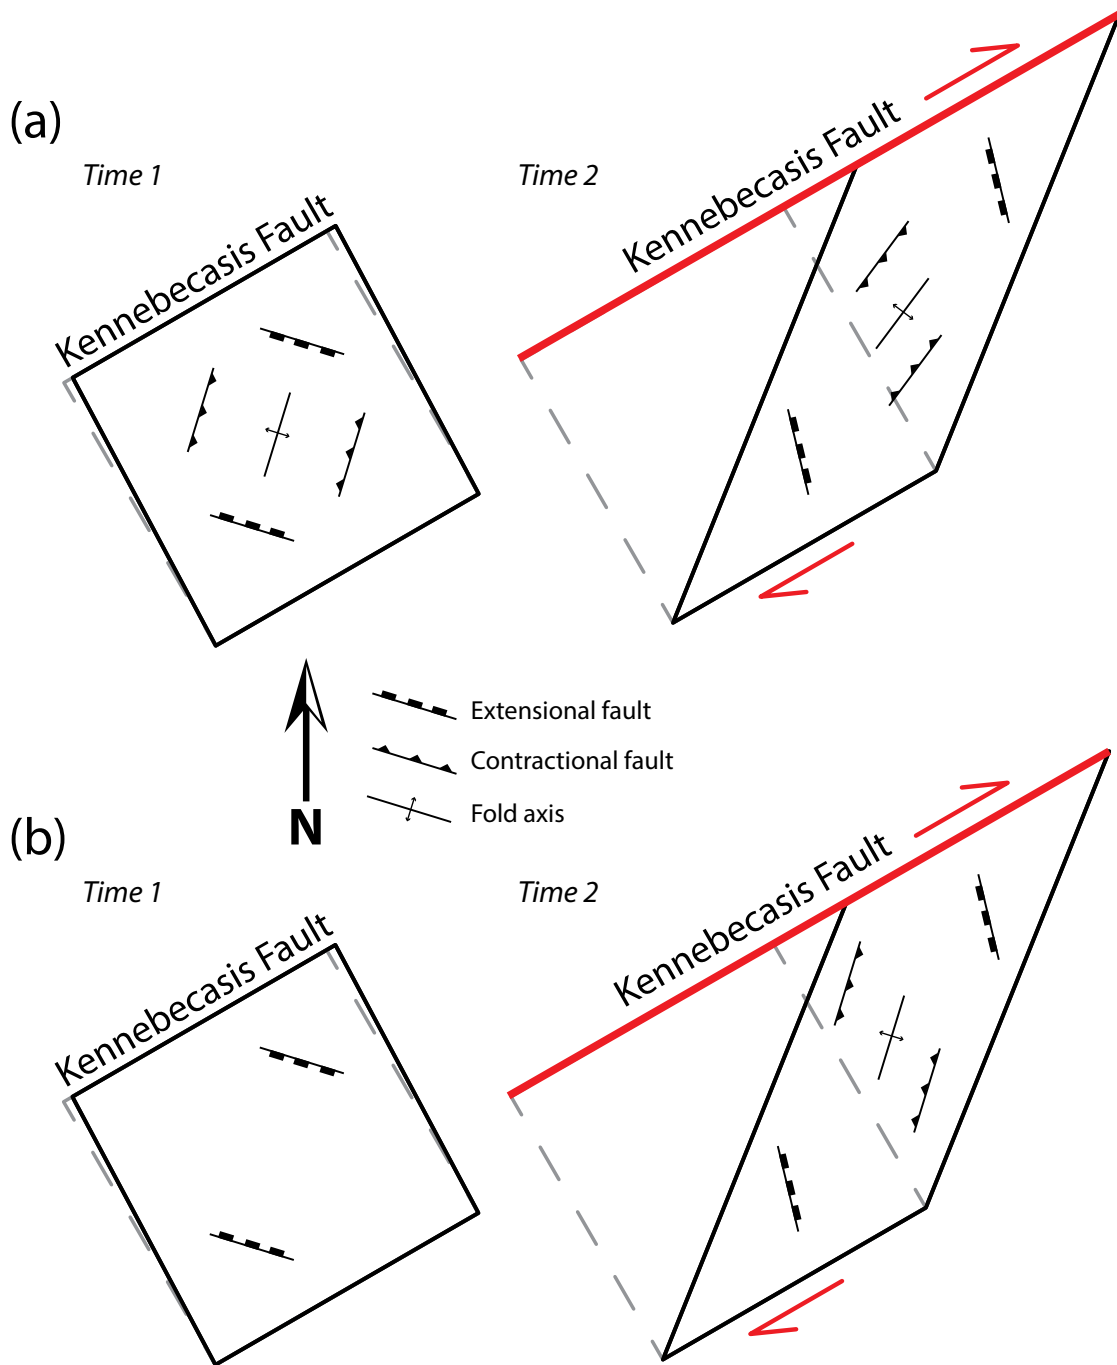 (a)
Time 1
Time 2
Kennebecasis Fault
Kennebecasis Fault
Extensional fault
Contractional fault
Fold axis
N
(b)
Time 1
Time 2
Kennebecasis Fault
Kennebecasis Fault